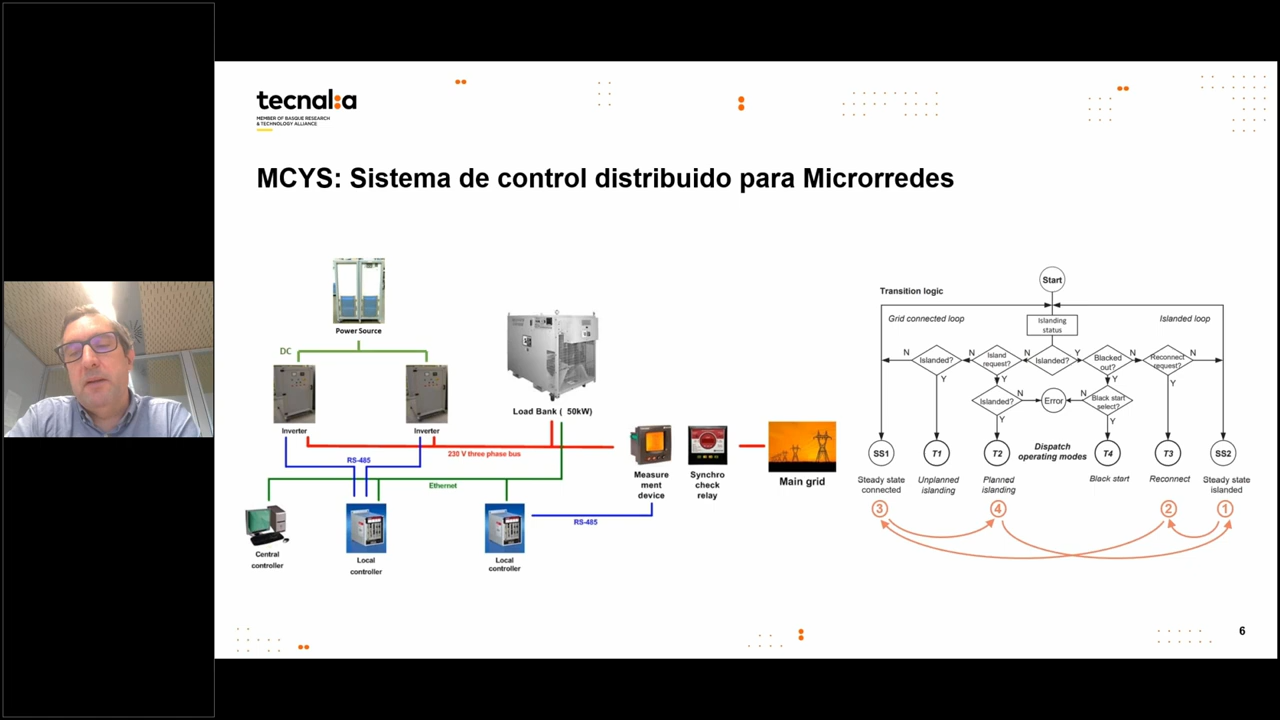 tecnal:a
MEMBER OF BASQUE RESEARCH
& TECHNOLOGY ALLIANCE
MCYS: Sistema de control distribuido para Microrredes
Power Source
DC
Inverter
Inverter
Load Bank ( 50kW)
230 V three phase bus
RS-485
Ethernet
Central
controller
Local
controller
Local
controller
RS-485
Measure
ment
device
Synchro
check
relay
Main grid
Start
Transition logic
Grid connected loop
Islanding
status
Islanded loop
N
Islanded?
N
Island
request?
N
Islanded?
Y
Blacked
out?
N
Reconnect
request?
N
Y
Y
Y
Y
Islanded?
N
Error
N
Black start
select?
Y
Y
Dispatch
operating modes
SS1
T1
T2
T4
T3
SS2
Steady state
connected
Unplanned
islanding
Planned
islanding
Black start
Reconnect
Steady state
islanded
3
4
2
1
6